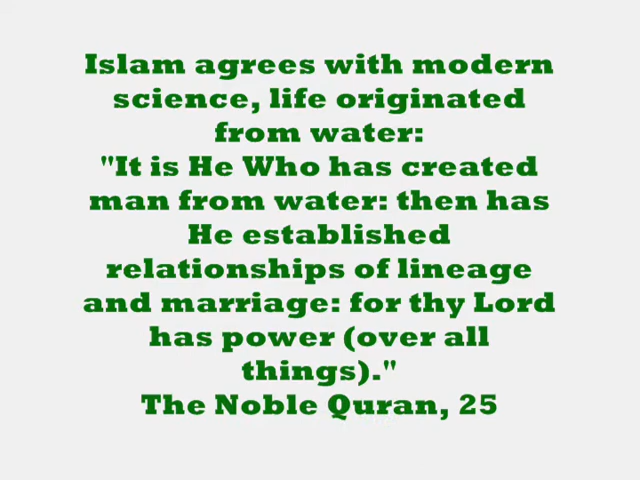 Islam agrees with modern
science, life originated
from water:
"It is He Who has created
man from water: then has
He established
relationships of lineage
and marriage: for thy Lord
has power (over all
things)."
The Noble Quran, 25